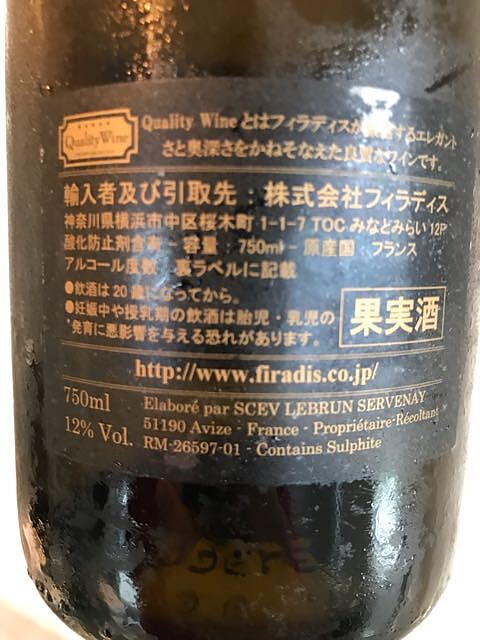 Quality Wine
Quality Wine とはフィラディスが するエレガント
さと奥深さをかねそなえた良質なワインです。
輸入者及び引取先：株式会社フィラディス
神奈川県横浜市中区桜木町 1-1-7 TOC みなとみらい 12F
酸化防止剤含有 容量：750ml 原産国 フランス
アルコール度数 裏ラベルに記載
●飲酒は20歳になってから。
●妊娠中や授乳期の飲酒は胎児・乳児の
発育に悪影響を与える恐れがあります。
果実酒
http://www.firadis.co.jp/
750ml
12% Vol.
Elaboré par SCEV LEBRUN SERVENAY
51190 Avize - France - Propriétaire-Récoltant
RM-26597-01 - Contains Sulphite